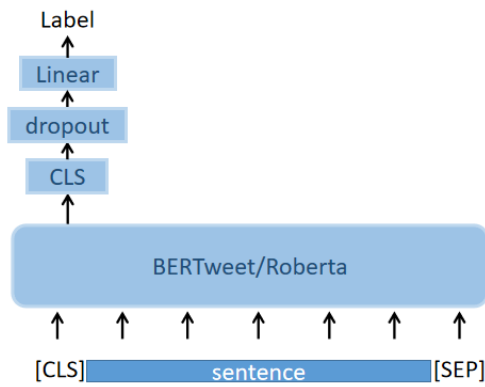 Label
Linear
dropout
CLS
BERTweet/Roberta
[CLS] sentence [SEP]